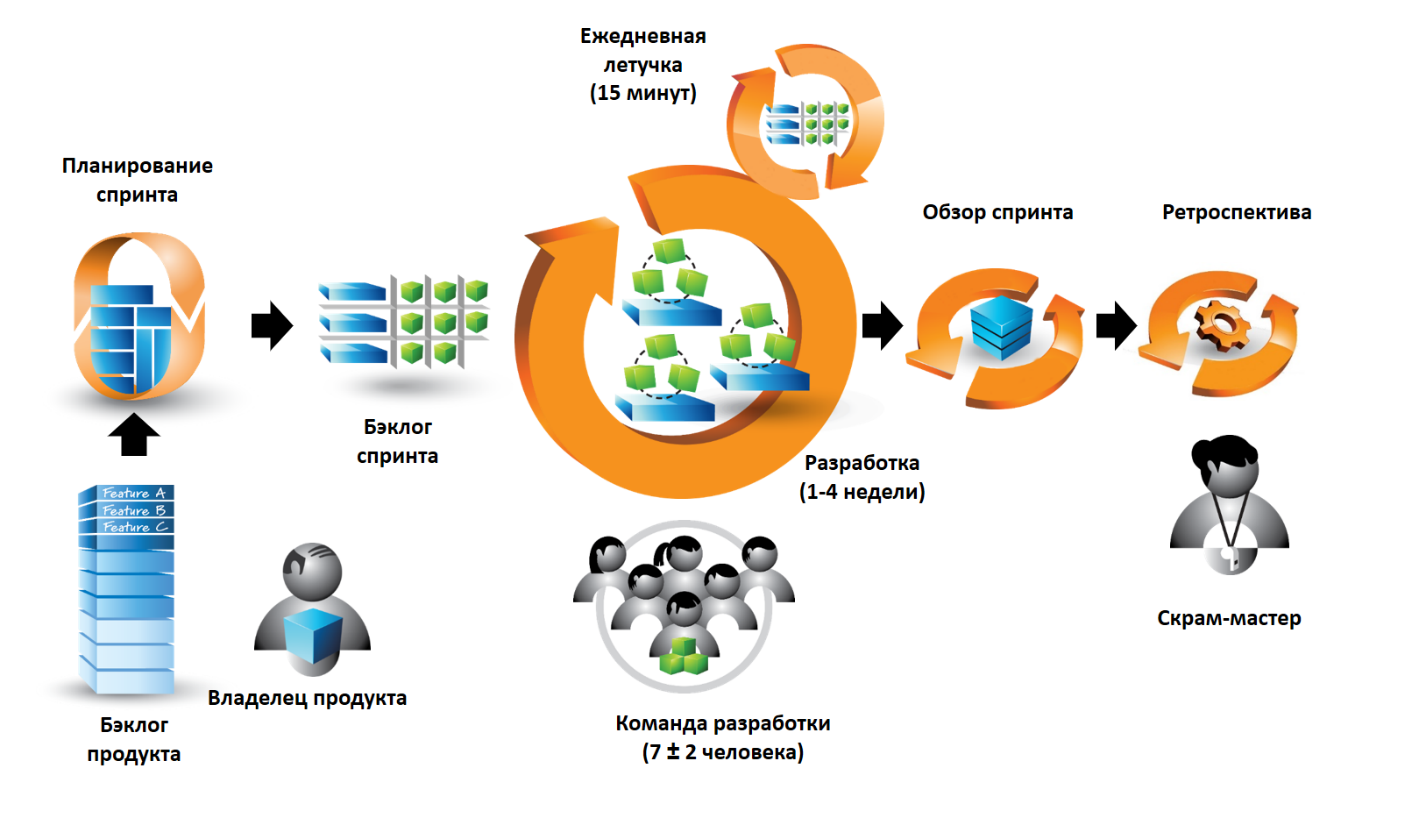 Ежедневная
летучка
(15 минут)
Планирование
спринта
Обзор спринта
Ретроспектива
Бэклог
спринта
Разработка
(1-4 недели)
Feature A
Feature B
Feature C
Скрам-мастер
Владелец продукта
Бэклог
продукта
Команда разработки
(7 ± 2 человека)